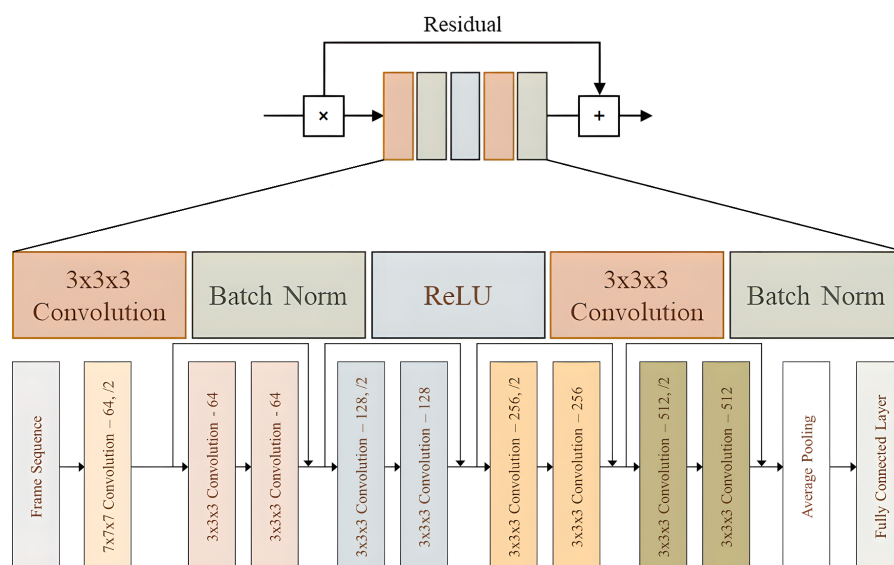 Residual
×
+
3x3x3
Convolution
Batch Norm
ReLU
3x3x3
Convolution
Batch Norm
Frame Sequence
7x7x7 Convolution – 64, /2
3x3x3 Convolution - 64
3x3x3 Convolution - 64
3x3x3 Convolution – 128, /2
3x3x3 Convolution – 128
3x3x3 Convolution – 256, /2
3x3x3 Convolution – 256
3x3x3 Convolution – 512, /2
3x3x3 Convolution – 512
Average Pooling
Fully Connected Layer